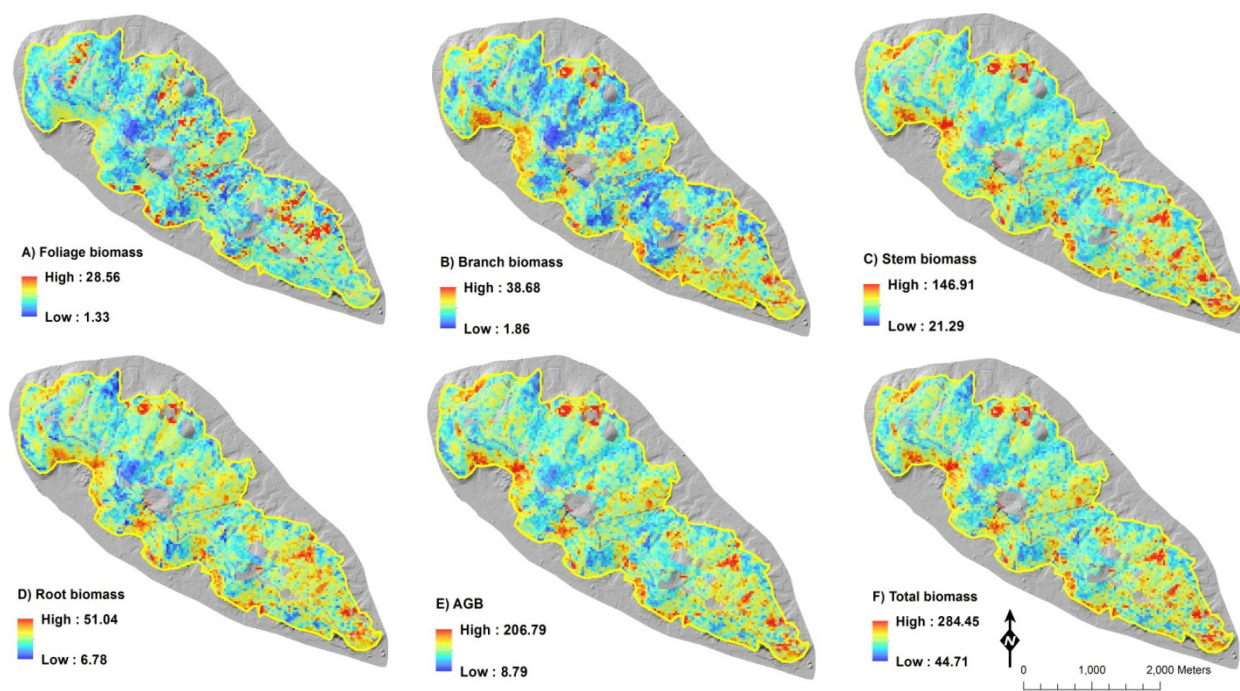 A) Foliage biomass
High : 28.56
Low : 1.33
B) Branch biomass
High : 38.68
Low : 1.86
C) Stem biomass
High : 146.91
Low : 21.29
D) Root biomass
High : 51.04
Low : 6.78
E) AGB
High : 206.79
Low : 8.79
F) Total biomass
High : 284.45
Low : 44.71
N
0 1,000 2,000 Meters